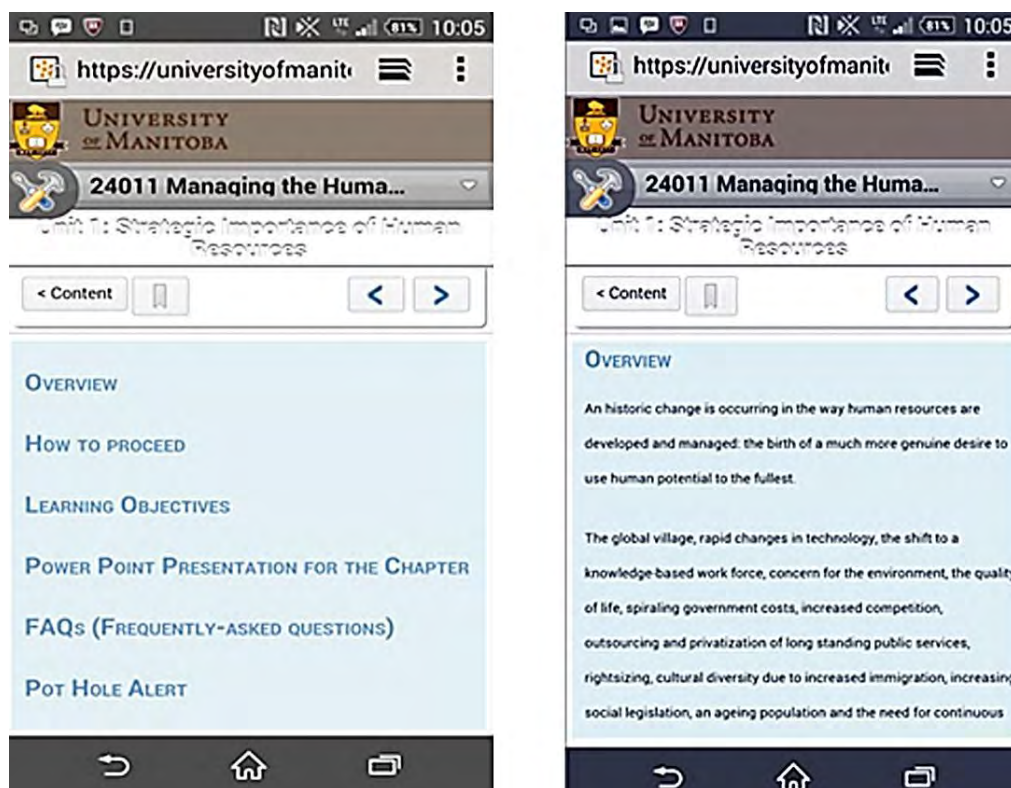 LTE 81% 10:05
https://universityofmanit
UNIVERSITY
OF MANITOBA
24011 Managing the Huma...
Unit 1: Strategic Importance of Human
Resources
< Content
< >
OVERVIEW
HOW TO PROCEED
LEARNING OBJECTIVES
POWER POINT PRESENTATION FOR THE CHAPTER
FAQS (FREQUENTLY-ASKED QUESTIONS)
POT HOLE ALERT
LTE 81% 10:05
https://universityofmanit
UNIVERSITY
OF MANITOBA
24011 Managing the Huma...
Unit 1: Strategic Importance of Human
Resources
< Content
< >
OVERVIEW
An historic change is occurring in the way human resources are
developed and managed: the birth of a much more genuine desire to
use human potential to the fullest.
The global village, rapid changes in technology, the shift to a
knowledge-based work force, concern for the environment, the quality
of life, spiraling government costs, increased competition,
outsourcing and privatization of long standing public services,
rightsizing, cultural diversity due to increased immigration, increasing
social legislation, an ageing population and the need for continuous